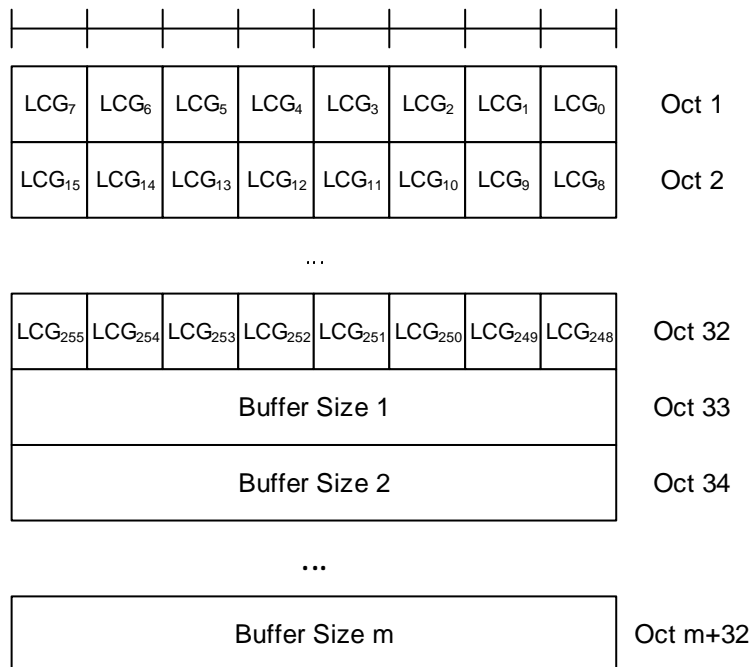 LCG₇ LCG₆ LCG₅ LCG₄ LCG₃ LCG₂ LCG₁ LCG₀ Oct 1
LCG₁₅ LCG₁₄ LCG₁₃ LCG₁₂ LCG₁₁ LCG₁₀ LCG₉ LCG₈ Oct 2
...
LCG₂₅₅ LCG₂₅₄ LCG₂₅₃ LCG₂₅₂ LCG₂₅₁ LCG₂₅₀ LCG₂₄₉ LCG₂₄₈ Oct 32
Buffer Size 1 Oct 33
Buffer Size 2 Oct 34
...
Buffer Size m Oct m+32